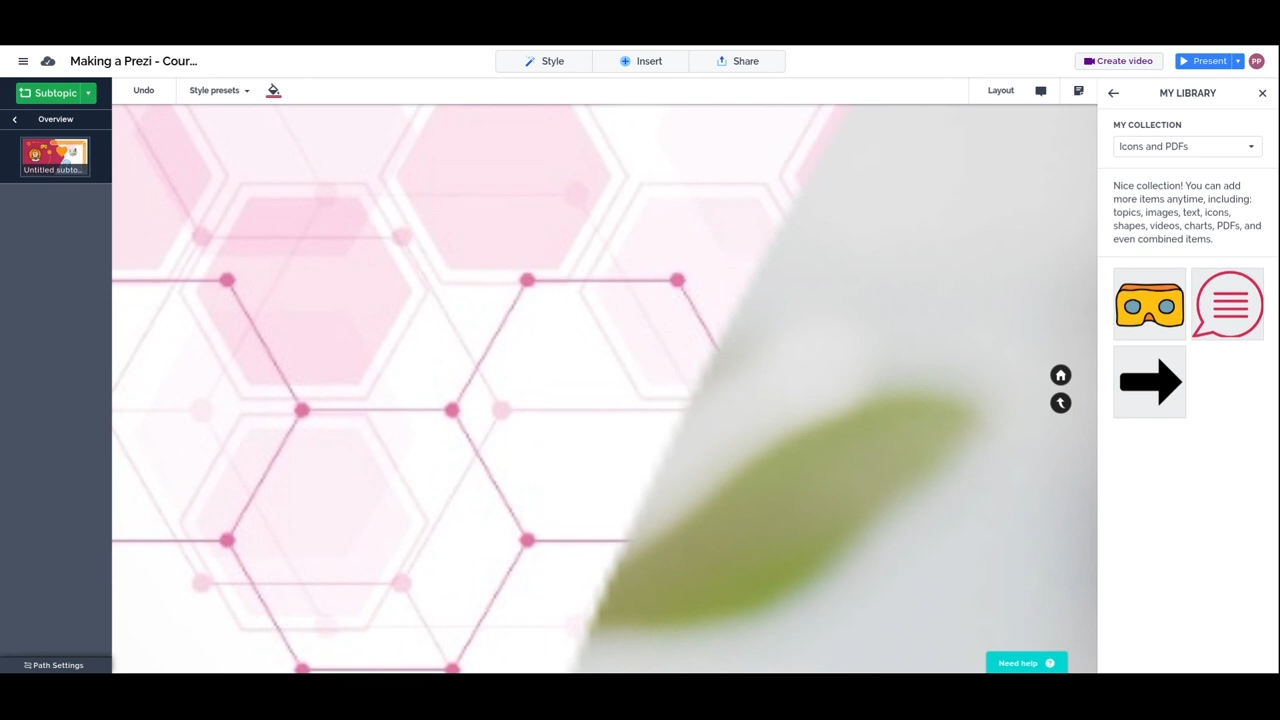 Making a Prezi - Cour...
Style
Insert
Share
Create video
Present
PP
Subtopic
Undo
Style presets
Layout
MY LIBRARY
Overview
Untitled subto...
MY COLLECTION
Icons and PDFs
Nice collection! You can add
more items anytime, including:
topics, images, text, icons,
shapes, videos, charts, PDFs, and
even combined items.
Need help ?
Path Settings